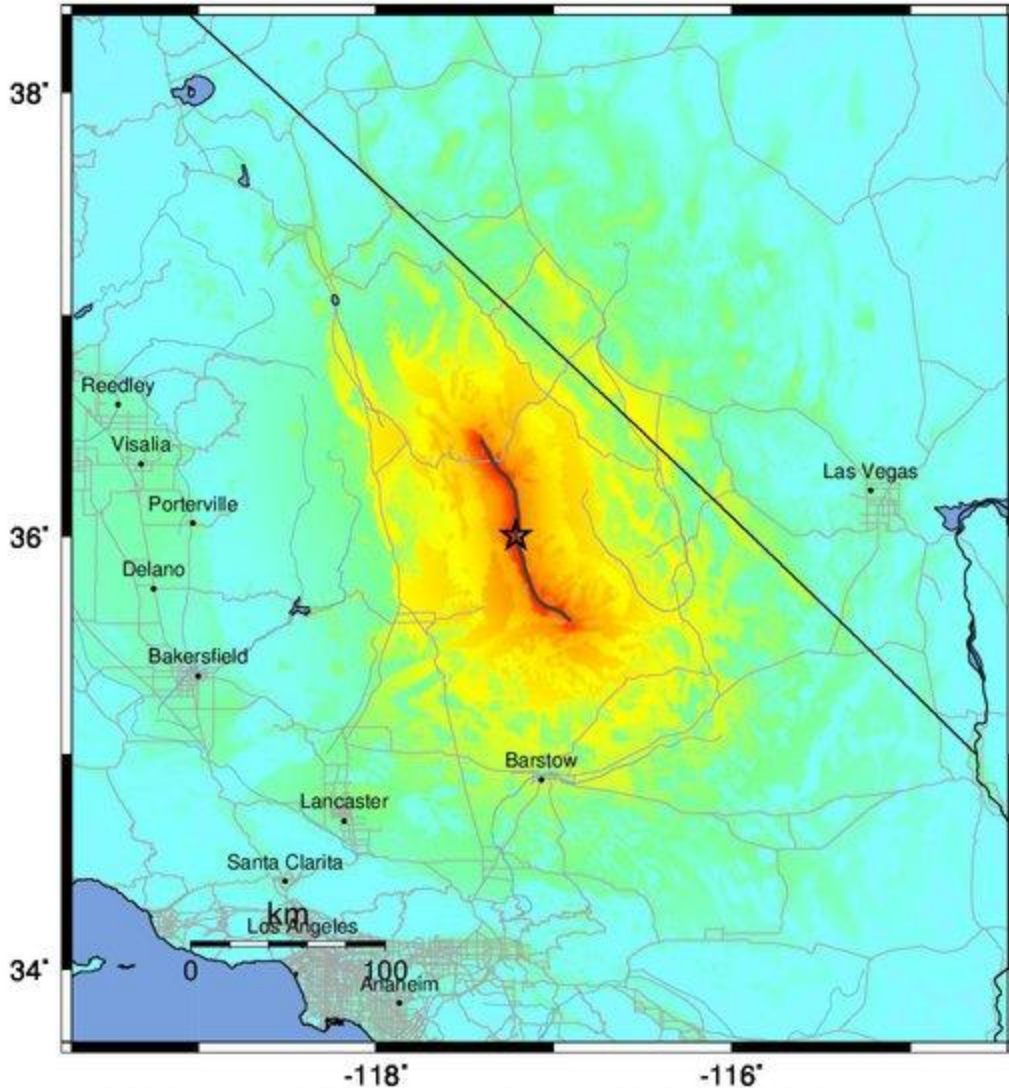 38°
Reedley
Visalia
Las Vegas
Porterville
36°
Delano
Bakersfield
Barstow
Lancaster
Santa Clarita
km
Los Angeles
0 100
34°
Anaheim
-118° -116°